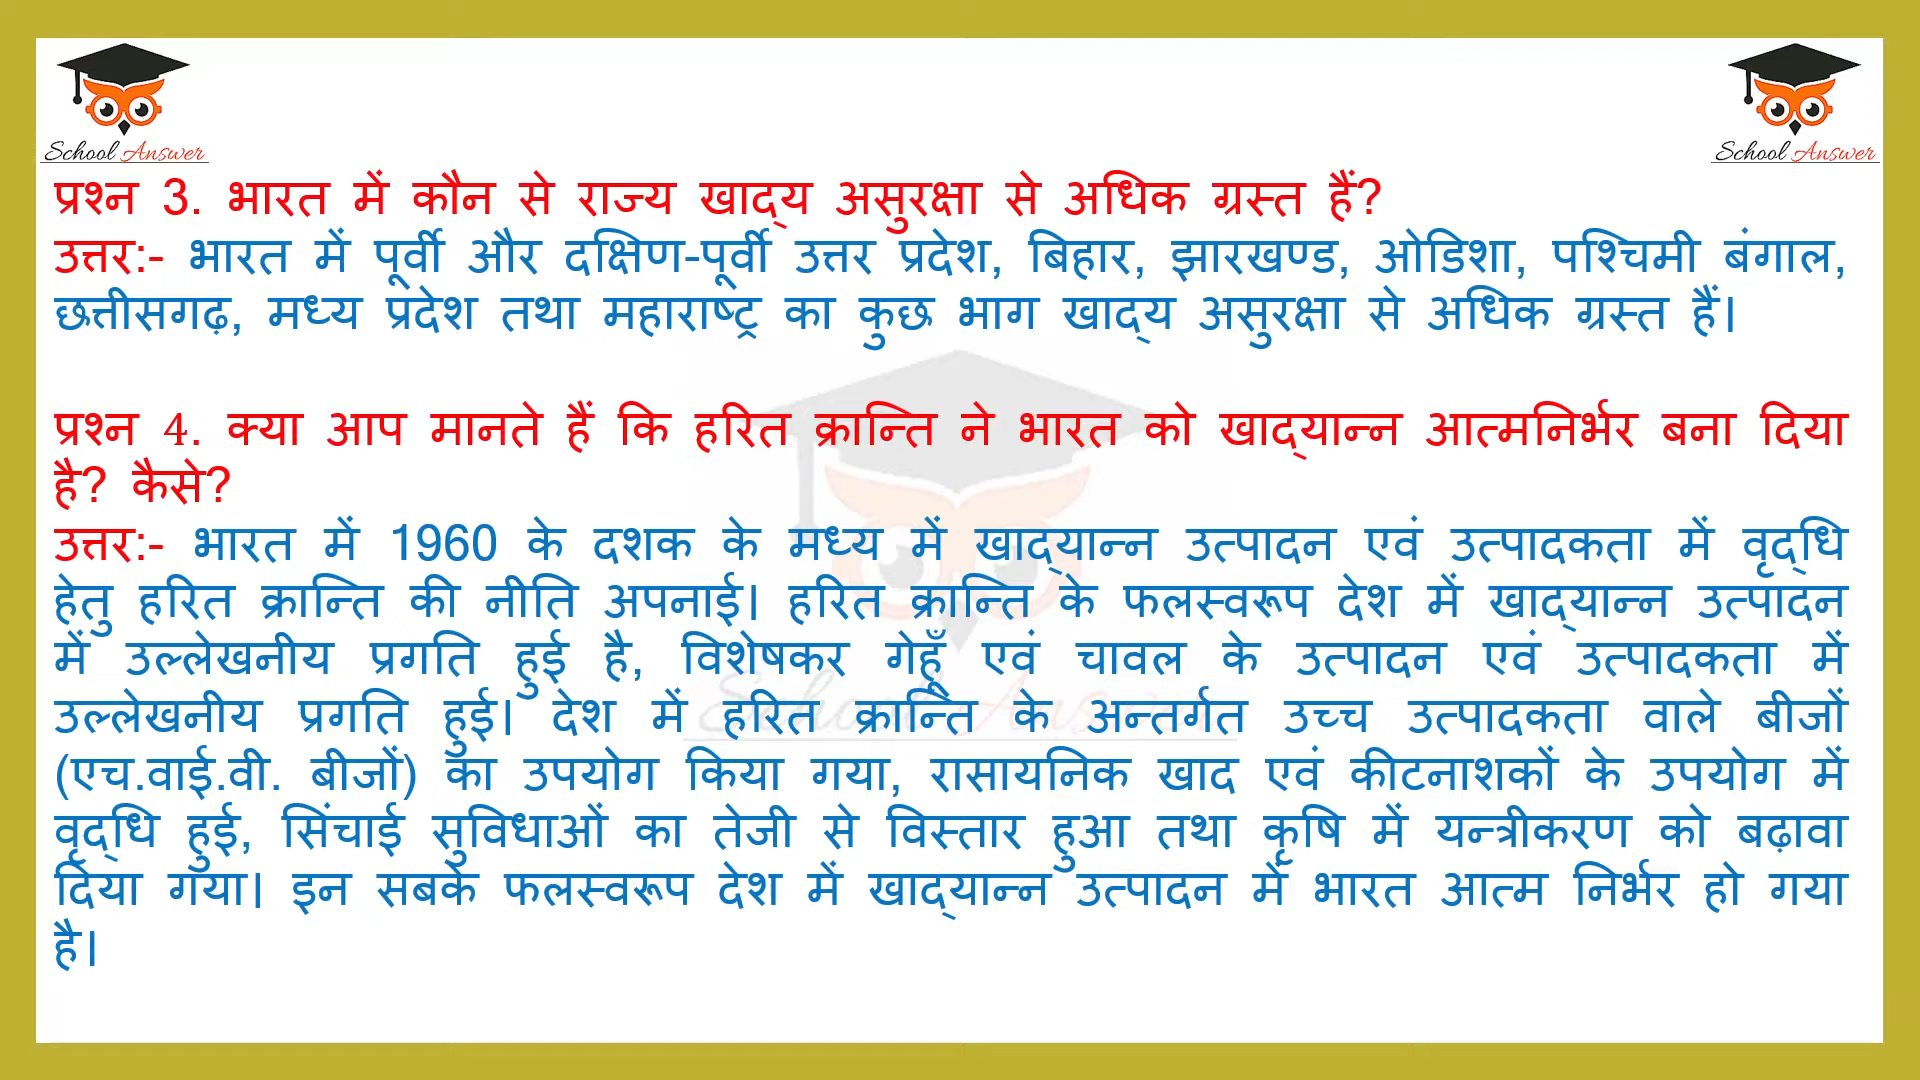 School Answer
School Answer
प्रश्न 3. भारत में कौन से राज्य खाद्य असुरक्षा से अधिक ग्रस्त हैं?
उत्तर:- भारत में पूर्वी और दक्षिण-पूर्वी उत्तर प्रदेश, बिहार, झारखण्ड, ओडिशा, पश्चिमी बंगाल,
छत्तीसगढ़, मध्य प्रदेश तथा महाराष्ट्र का कुछ भाग खाद्य असुरक्षा से अधिक ग्रस्त हैं।
प्रश्न 4. क्या आप मानते हैं कि हरित क्रान्ति ने भारत को खाद्यान्न आत्मनिर्भर बना दिया
है? कैसे?
उत्तर:- भारत में 1960 के दशक के मध्य में खाद्यान्न उत्पादन एवं उत्पादकता में वृद्धि
हेतु हरित क्रान्ति की नीति अपनाई। हरित क्रान्ति के फलस्वरूप देश में खाद्यान्न उत्पादन
में उल्लेखनीय प्रगति हुई है, विशेषकर गेहूँ एवं चावल के उत्पादन एवं उत्पादकता में
उल्लेखनीय प्रगति हुई। देश में हरित क्रान्ति के अन्तर्गत उच्च उत्पादकता वाले बीजों
(एच.वाई.वी. बीजों) का उपयोग किया गया, रासायनिक खाद एवं कीटनाशकों के उपयोग में
वृद्धि हुई, सिंचाई सुविधाओं का तेजी से विस्तार हुआ तथा कृषि में यन्त्रीकरण को बढ़ावा
दिया गया। इन सबके फलस्वरूप देश में खाद्यान्न उत्पादन में भारत आत्म निर्भर हो गया
है।
School Answer